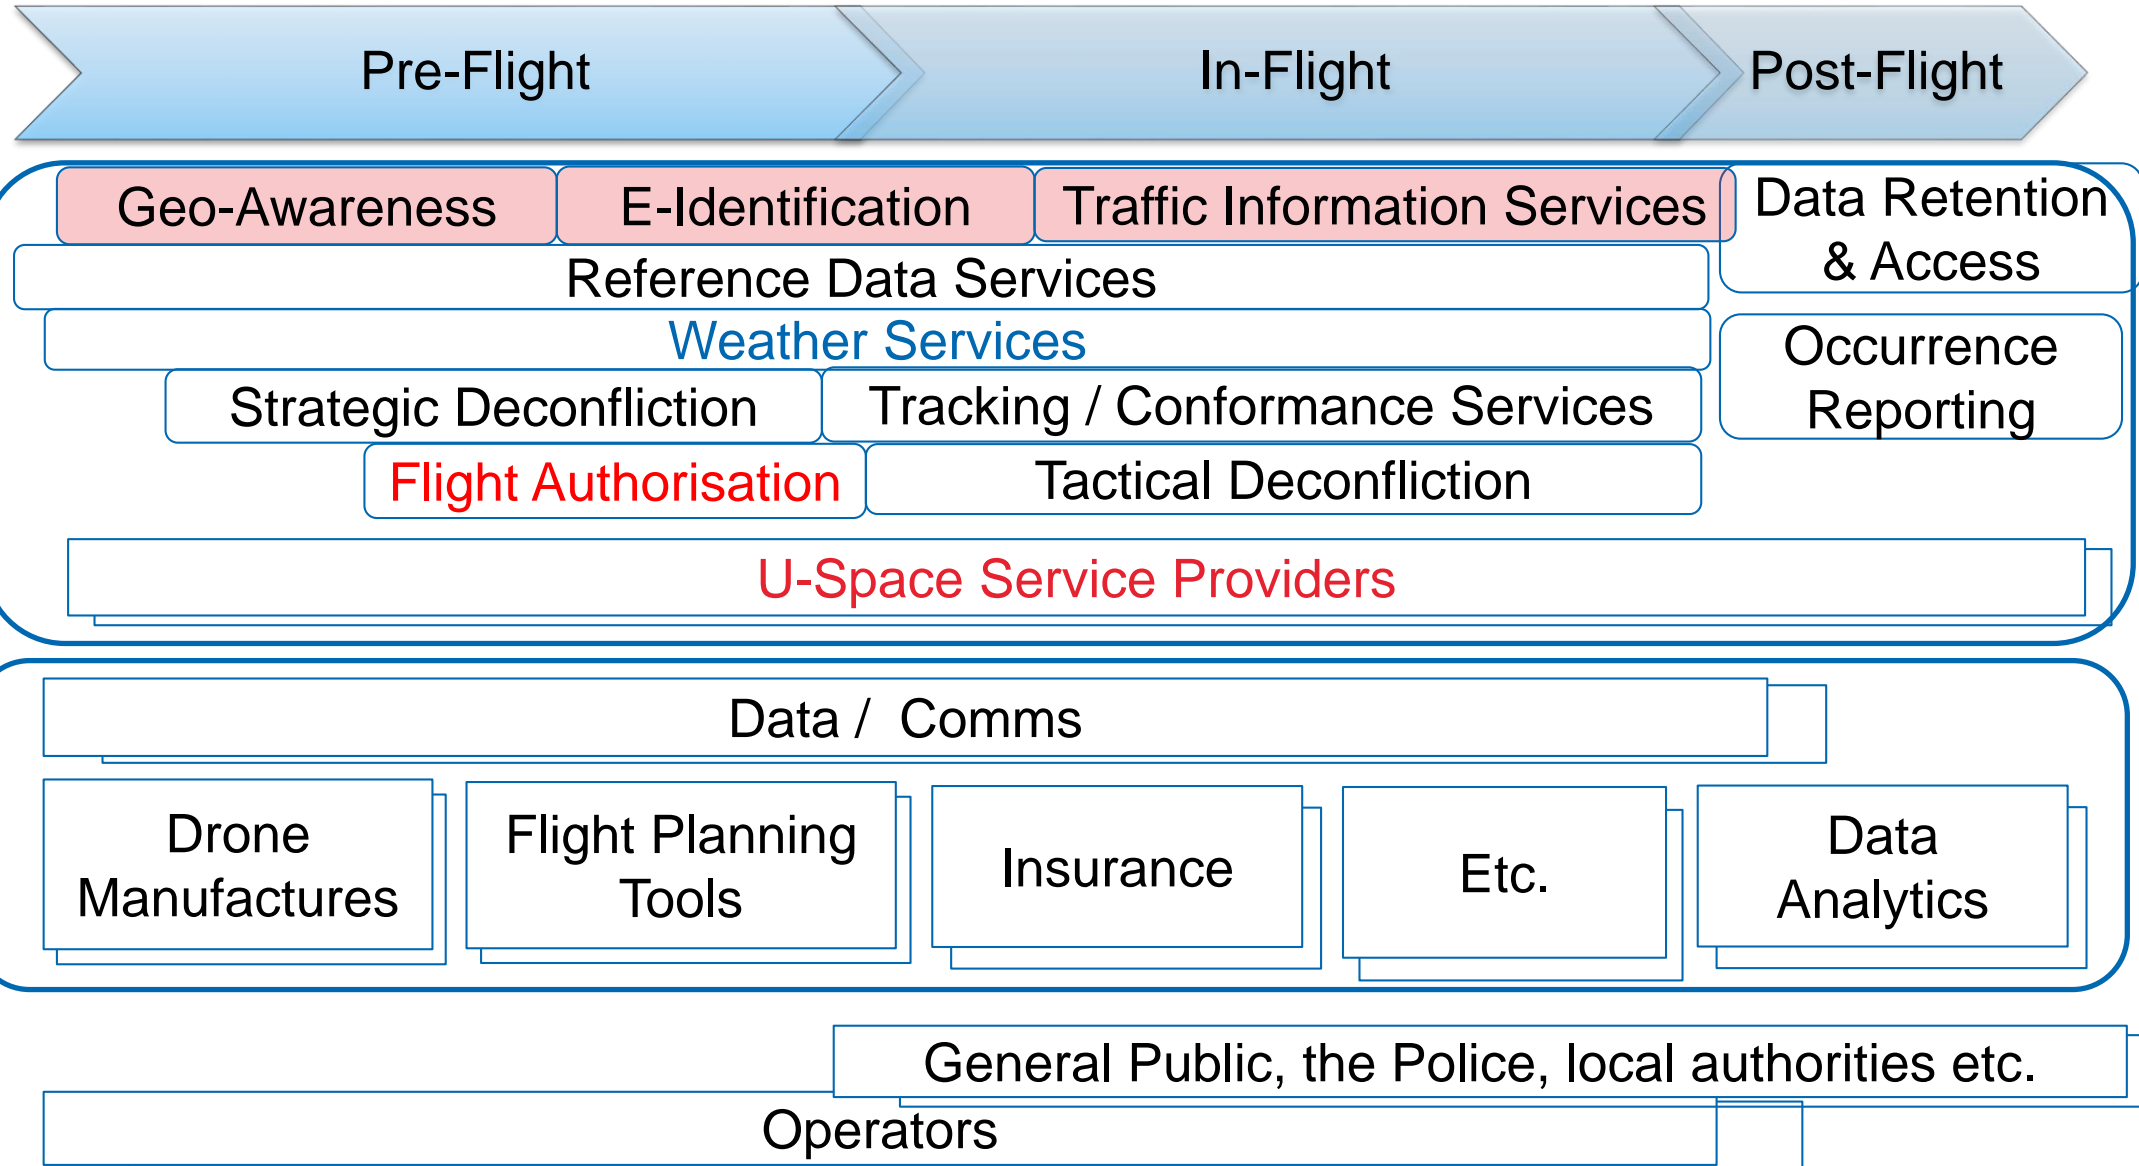 Pre-Flight
In-Flight
Post-Flight
Geo-Awareness
E-Identification
Traffic Information Services
Data Retention
& Access
Reference Data Services
Weather Services
Occurrence
Reporting
Strategic Deconfliction
Tracking / Conformance Services
Flight Authorisation
Tactical Deconfliction
U-Space Service Providers
Data /  Comms
Drone
Manufactures
Flight Planning
Tools
Insurance
Etc.
Data
Analytics
General Public, the Police, local authorities etc.
Operators